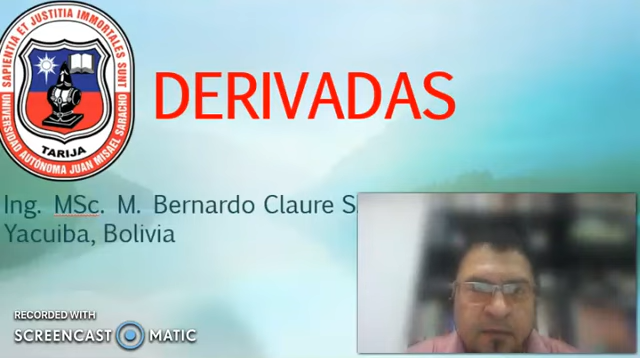 SAPIENTIA ET JUSTITIA IMMORTALES SUNT
UNIVERSIDAD AUTÓNOMA JUAN MISAEL SARACHO
TARIJA
DERIVADAS
Ing. MSc. M. Bernardo Claure S.
Yacuiba, Bolivia
RECORDED WITH
SCREENCAST MATIC